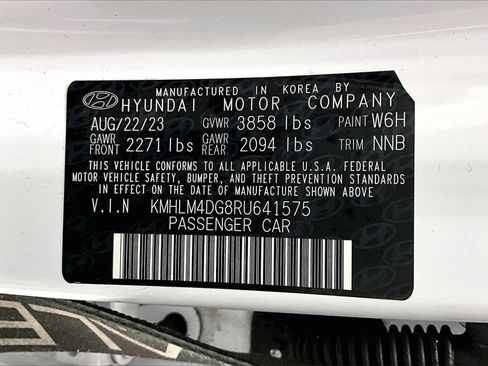 MANUFACTURED IN KOREA BY
HYUNDAI MOTOR COMPANY
AUG/22/23 GVWR 3858 lbs PAINT W6H
GAWR FRONT 2271 lbs GAWR REAR 2094 lbs TRIM NNB
THIS VEHICLE CONFORMS TO ALL APPLICABLE U.S.A. FEDERAL
MOTOR VEHICLE SAFETY, BUMPER, AND THEFT PREVENTION STANDARDS
IN EFFECT ON THE DATE OF MANUFACTURE SHOWN ABOVE.
V.I.N KMHLM4DG8RU641575
PASSENGER CAR